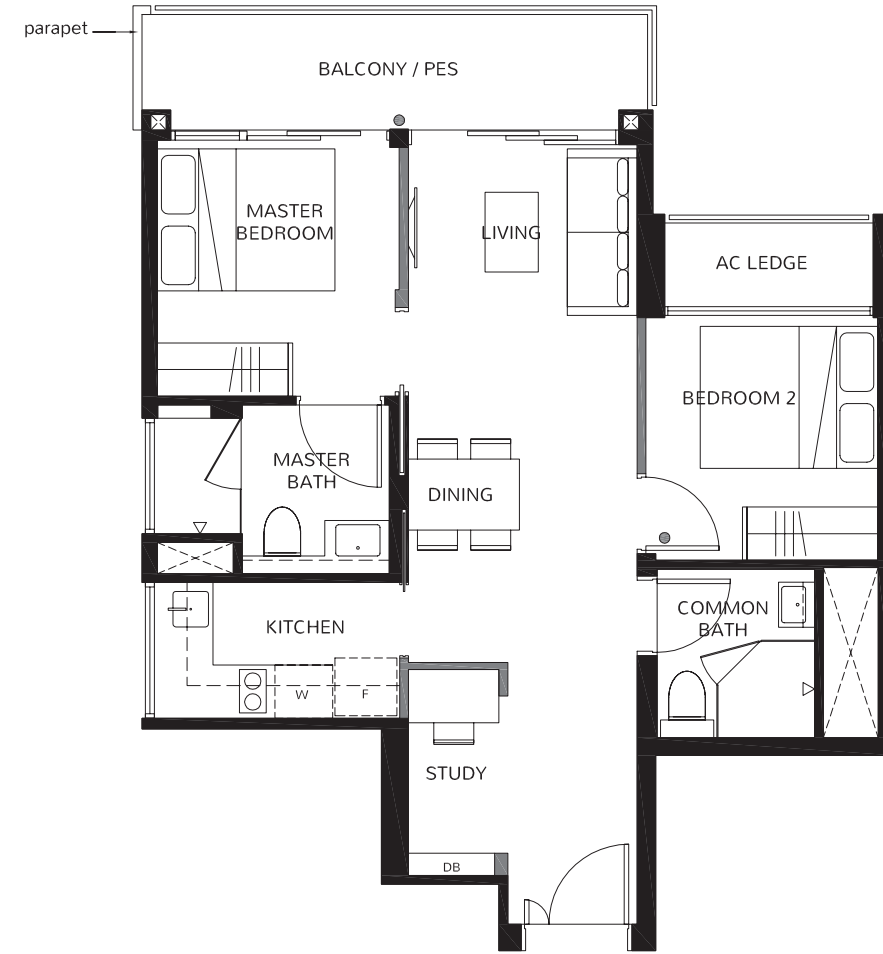 parapet
BALCONY / PES
MASTER
BEDROOM
LIVING
AC LEDGE
BEDROOM 2
MASTER
BATH
DINING
COMMON
BATH
KITCHEN
W
F
STUDY
DB